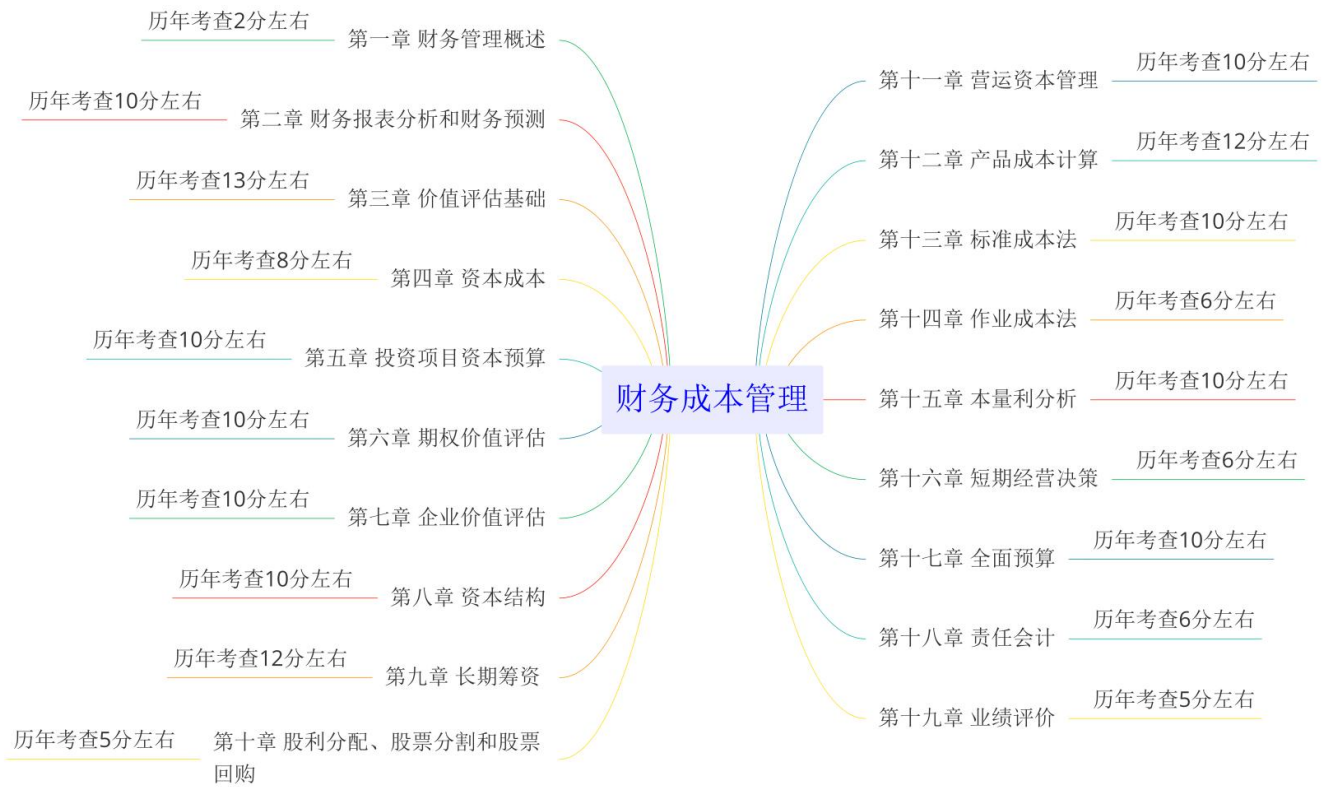 财务成本管理
第一章 财务管理概述
历年考查2分左右
第二章 财务报表分析和财务预测
历年考查10分左右
第三章 价值评估基础
历年考查13分左右
第四章 资本成本
历年考查8分左右
第五章 投资项目资本预算
历年考查10分左右
第六章 期权价值评估
历年考查10分左右
第七章 企业价值评估
历年考查10分左右
第八章 资本结构
历年考查10分左右
第九章 长期筹资
历年考查12分左右
第十章 股利分配、股票分割和股票
回购
历年考查5分左右
第十一章 营运资本管理
历年考查10分左右
第十二章 产品成本计算
历年考查12分左右
第十三章 标准成本法
历年考查10分左右
第十四章 作业成本法
历年考查6分左右
第十五章 本量利分析
历年考查10分左右
第十六章 短期经营决策
历年考查6分左右
第十七章 全面预算
历年考查10分左右
第十八章 责任会计
历年考查6分左右
第十九章 业绩评价
历年考查5分左右